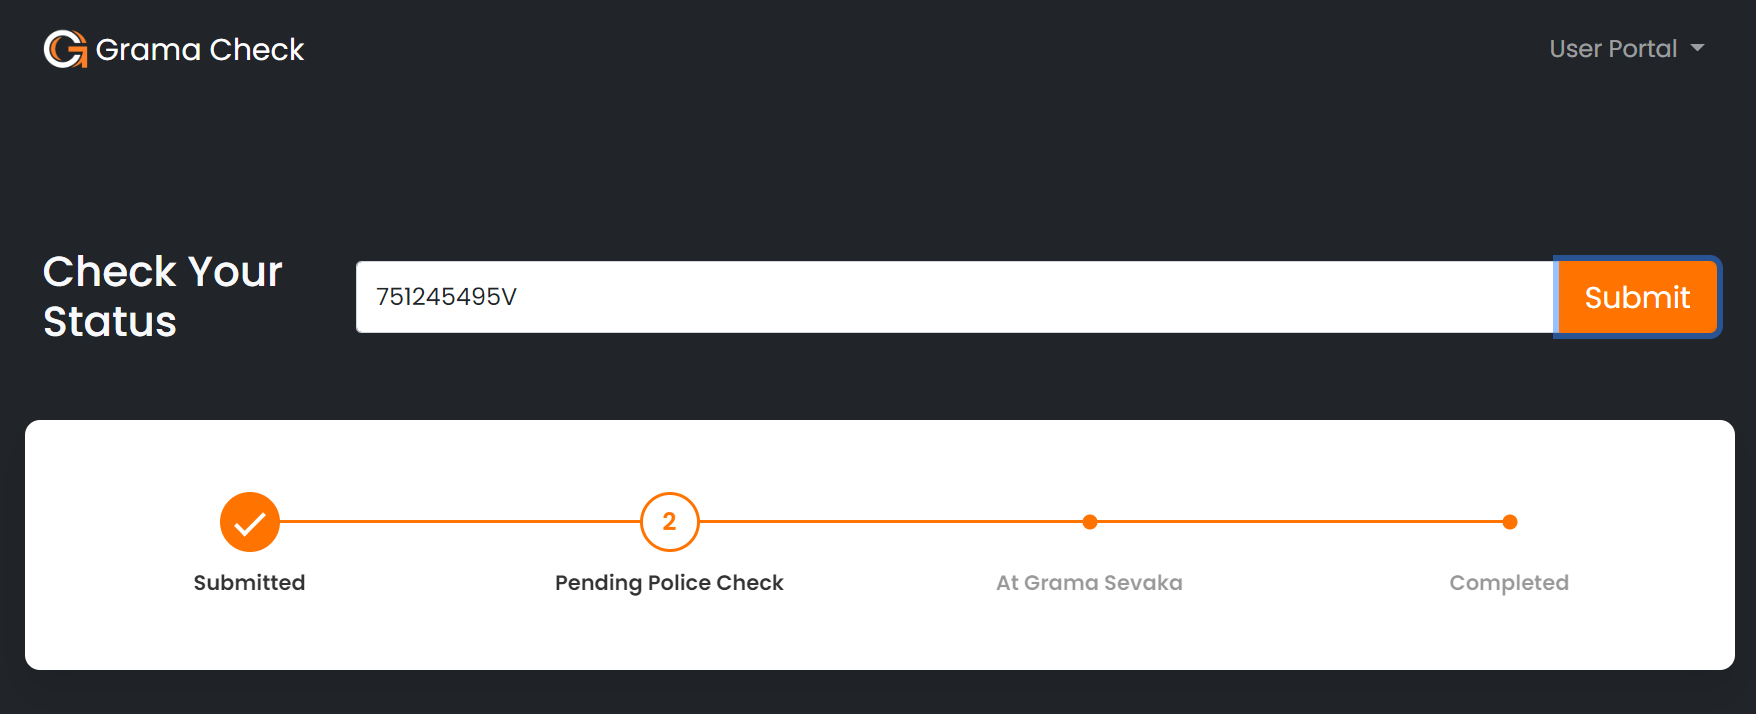 Grama Check
User Portal
Check Your
Status
751245495V
Submit
2
Submitted
Pending Police Check
At Grama Sevaka
Completed